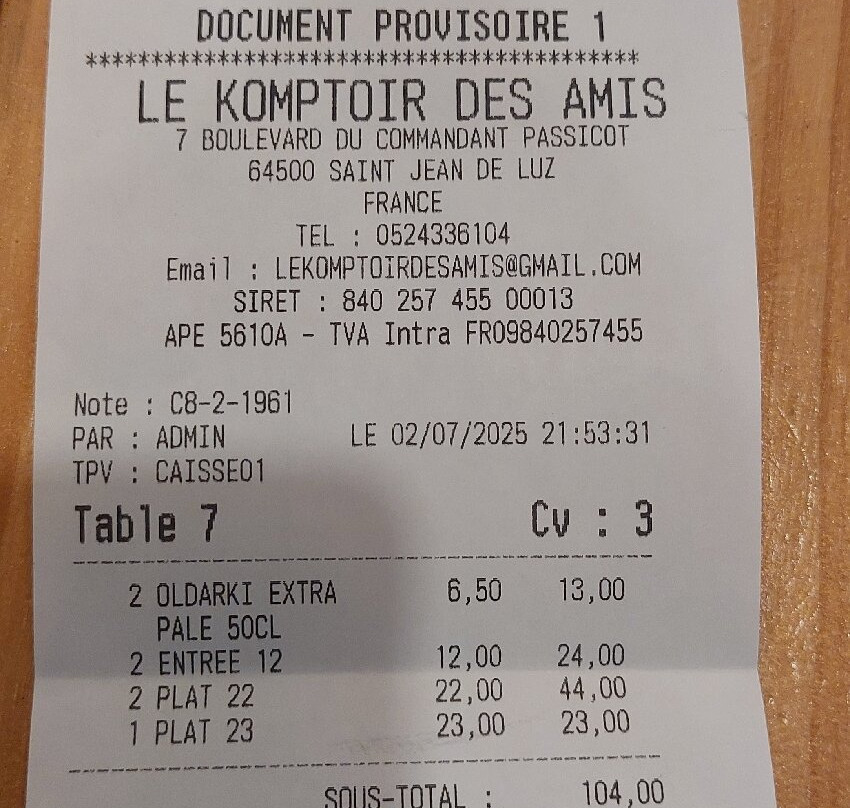 DOCUMENT PROVISOIRE 1
*****************************************
LE KOMPTOIR DES AMIS
7 BOULEVARD DU COMMANDANT PASSICOT
64500 SAINT JEAN DE LUZ
FRANCE
TEL : 0524336104
Email : LEKOMPTOIRDESAMIS@GMAIL.COM
SIRET : 840 257 455 00013
APE 5610A - TVA Intra FR09840257455
Note : C8-2-1961
PAR : ADMIN LE 02/07/2025 21:53:31
TPV : CAISSE01
Table 7 Cv : 3
2 OLDARKI EXTRA 6,50 13,00
PALE 50CL
2 ENTREE 12 12,00 24,00
2 PLAT 22 22,00 44,00
1 PLAT 23 23,00 23,00
SOUS-TOTAL : 104,00